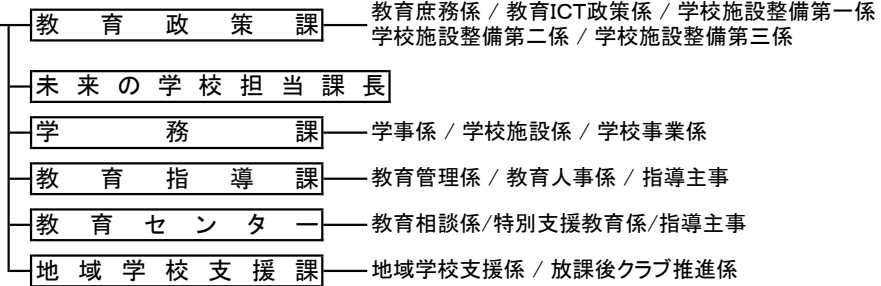 教育政策課
教育庶務係 / 教育ICT政策係 / 学校施設整備第一係
学校施設整備第二係 / 学校施設整備第三係
未来の学校担当課長
学務課
学事係 / 学校施設係 / 学校事業係
教育指導課
教育管理係 / 教育人事係 / 指導主事
教育センター
教育相談係/特別支援教育係/指導主事
地域学校支援課
地域学校支援係 / 放課後クラブ推進係